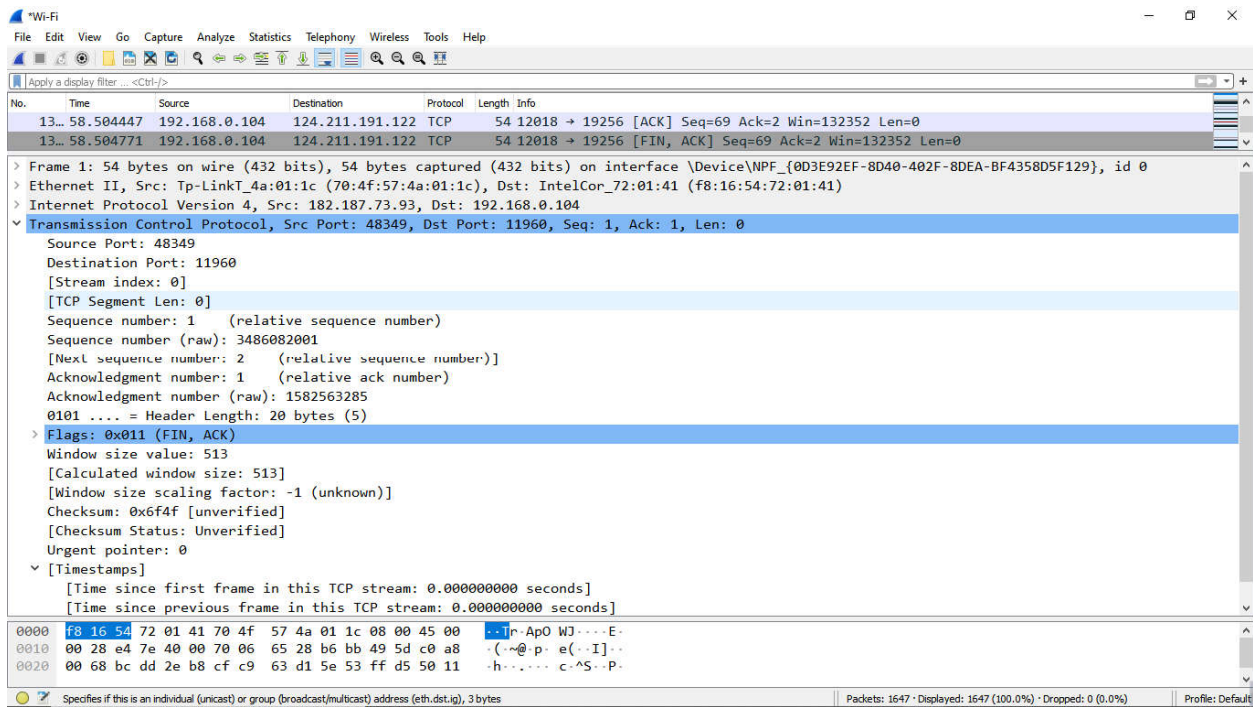 *Wi-Fi
File Edit View Go Capture Analyze Statistics Telephony Wireless Tools Help
Apply a display filter ... <Ctrl-/>
No. Time Source Destination Protocol Length Info
13… 58.504447 192.168.0.104 124.211.191.122 TCP 54 12018 → 19256 [ACK] Seq=69 Ack=2 Win=132352 Len=0
13… 58.504771 192.168.0.104 124.211.191.122 TCP 54 12018 → 19256 [FIN, ACK] Seq=69 Ack=2 Win=132352 Len=0
> Frame 1: 54 bytes on wire (432 bits), 54 bytes captured (432 bits) on interface \Device\NPF_{0D3E92EF-8D40-402F-8DEA-BF4358D5F129}, id 0
> Ethernet II, Src: Tp-LinkT_4a:01:1c (70:4f:57:4a:01:1c), Dst: IntelCor_72:01:41 (f8:16:54:72:01:41)
> Internet Protocol Version 4, Src: 182.187.73.93, Dst: 192.168.0.104
Transmission Control Protocol, Src Port: 48349, Dst Port: 11960, Seq: 1, Ack: 1, Len: 0
Source Port: 48349
Destination Port: 11960
[Stream index: 0]
[TCP Segment Len: 0]
Sequence number: 1 (relative sequence number)
Sequence number (raw): 3486082001
[Next sequence number: 2 (relative sequence number)]
Acknowledgment number: 1 (relative ack number)
Acknowledgment number (raw): 1582563285
0101 .... = Header Length: 20 bytes (5)
> Flags: 0x011 (FIN, ACK)
Window size value: 513
[Calculated window size: 513]
[Window size scaling factor: -1 (unknown)]
Checksum: 0x6f4f [unverified]
[Checksum Status: Unverified]
Urgent pointer: 0
[Timestamps]
[Time since first frame in this TCP stream: 0.000000000 seconds]
[Time since previous frame in this TCP stream: 0.000000000 seconds]
0000 f8 16 54 72 01 41 70 4f 57 4a 01 1c 08 00 45 00 ··Tr·ApO WJ····E·
0010 00 28 e4 7e 40 00 70 06 65 28 b6 bb 49 5d c0 a8 ·(·~@·p· e(··I]··
0020 00 68 bc dd 2e b8 cf c9 63 d1 5e 53 ff d5 50 11 ·h··.··· c·^S··P·
Specifies if this is an individual (unicast) or group (broadcast/multicast) address (eth.dst.ig), 3 bytes Packets: 1647 · Displayed: 1647 (100.0%) · Dropped: 0 (0.0%) Profile: Default